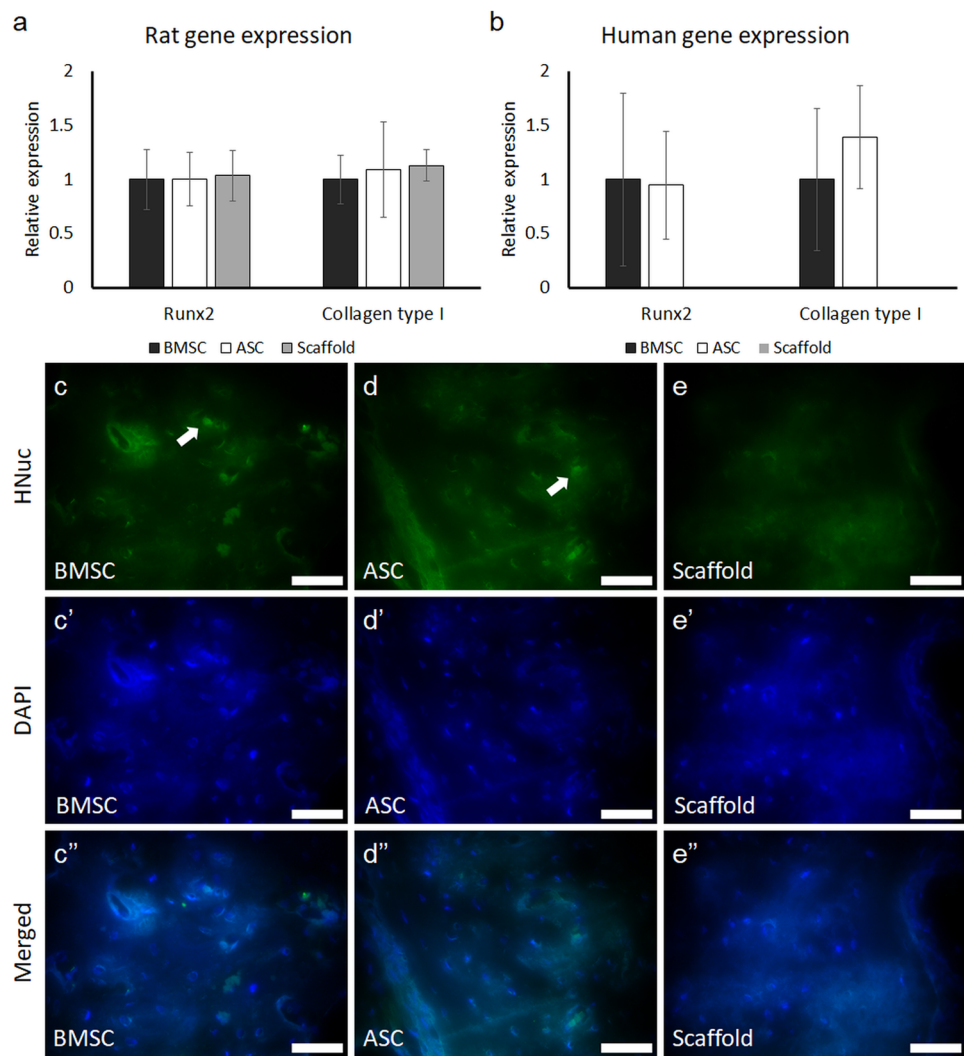 a
Rat gene expression
2
1.5
1
0.5
0
Relative expression
Runx2
Collagen type I
BMSC ASC Scaffold
b
Human gene expression
2
1.5
1
0.5
0
Relative expression
Runx2
Collagen type I
BMSC ASC Scaffold
HNuc
c
BMSC
d
ASC
e
Scaffold
DAPI
c'
BMSC
d'
ASC
e'
Scaffold
Merged
c"
BMSC
d"
ASC
e"
Scaffold